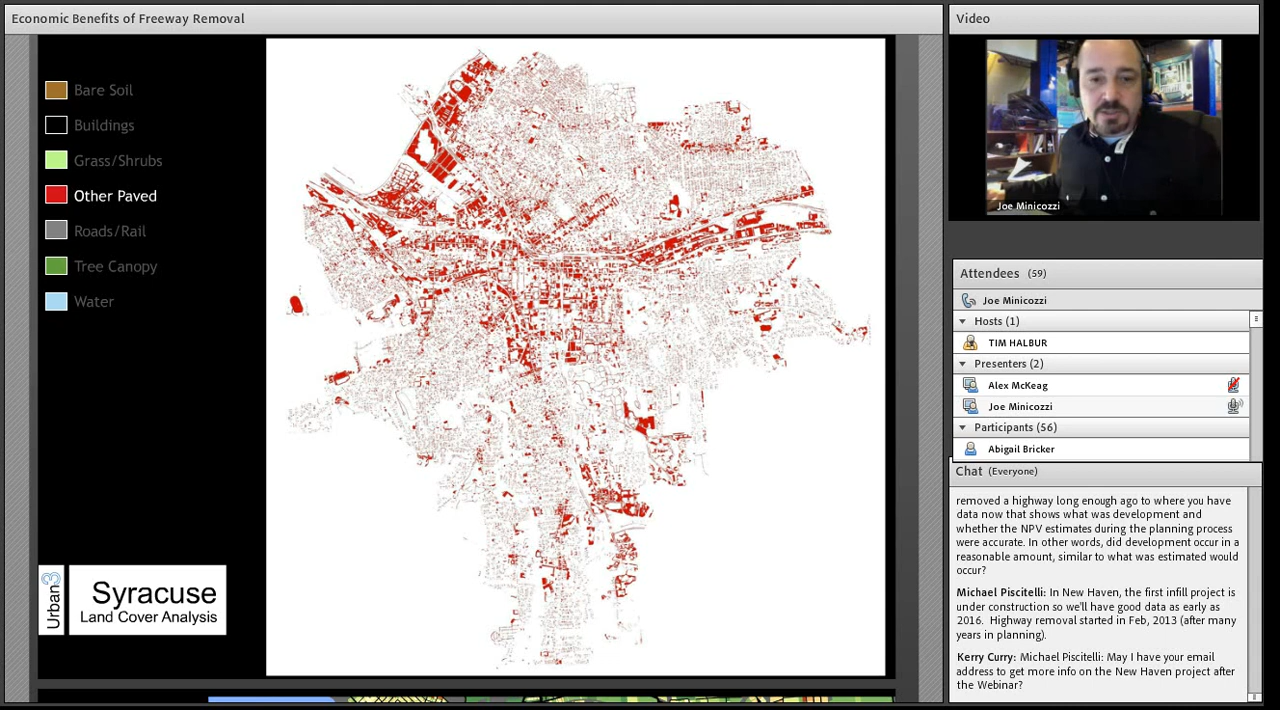 Economic Benefits of Freeway Removal
Bare Soil
Buildings
Grass/Shrubs
Other Paved
Roads/Rail
Tree Canopy
Water
Urban3
Syracuse
Land Cover Analysis
Video
Joe Minicozzi
Attendees (59)
Joe Minicozzi
Hosts (1)
TIM HALBUR
Presenters (2)
Alex McKeag
Joe Minicozzi
Participants (56)
Abigail Bricker
Chat (Everyone)
removed a highway long enough ago to where you have
data now that shows what was development and
whether the NPV estimates during the planning process
were accurate. In other words, did development occur in a
reasonable amount, similar to what was estimated would
occur?
Michael Piscitelli: In New Haven, the first infill project is
under construction so we'll have good data as early as
2016. Highway removal started in Feb, 2013 (after many
years in planning).
Kerry Curry: Michael Piscitelli: May I have your email
address to get more info on the New Haven project after
the Webinar?